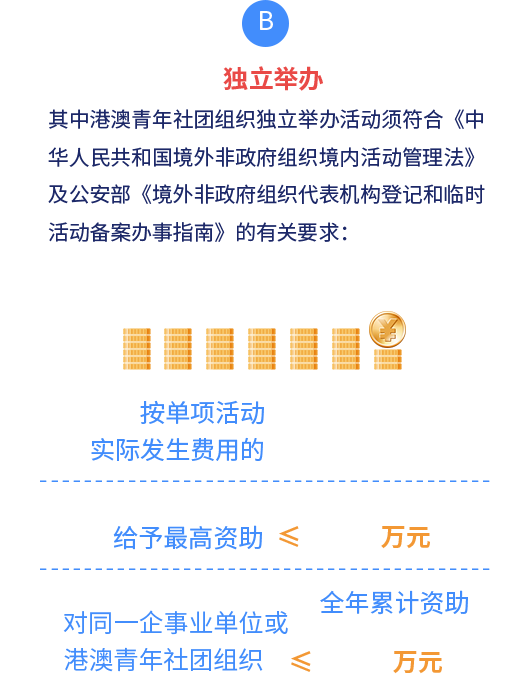 B
独立举办
其中港澳青年社团组织独立举办活动须符合《中
华人民共和国境外非政府组织境内活动管理法》
及公安部《境外非政府组织代表机构登记和临时
活动备案办事指南》的有关要求：
¥
按单项活动
实际发生费用的
给予最高资助 ≤ 万元
全年累计资助
对同一企事业单位或
港澳青年社团组织 ≤ 万元